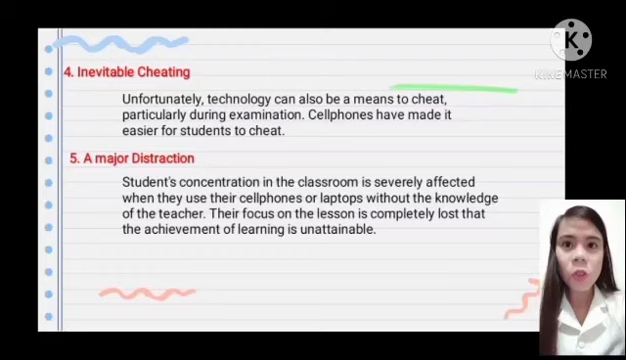 K
KINEMASTER
4. Inevitable Cheating
Unfortunately, technology can also be a means to cheat,
particularly during examination. Cellphones have made it
easier for students to cheat.
5. A major Distraction
Student's concentration in the classroom is severely affected
when they use their cellphones or laptops without the knowledge
of the teacher. Their focus on the lesson is completely lost that
the achievement of learning is unattainable.